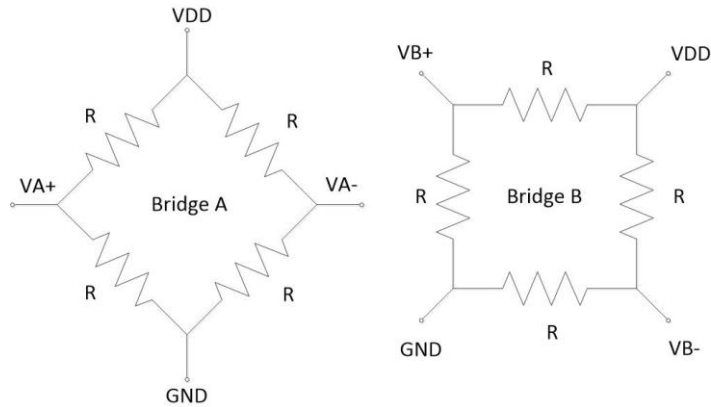 VDD
R
R
VA+
VA-
Bridge A
R
R
GND
VB+
VDD
R
R
Bridge B
R
R
GND
VB-